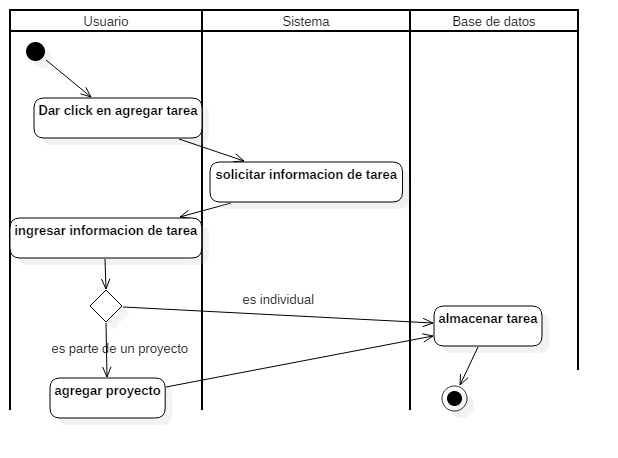 Usuario
Sistema
Base de datos
Dar click en agregar tarea
solicitar informacion de tarea
ingresar informacion de tarea
es individual
almacenar tarea
es parte de un proyecto
agregar proyecto